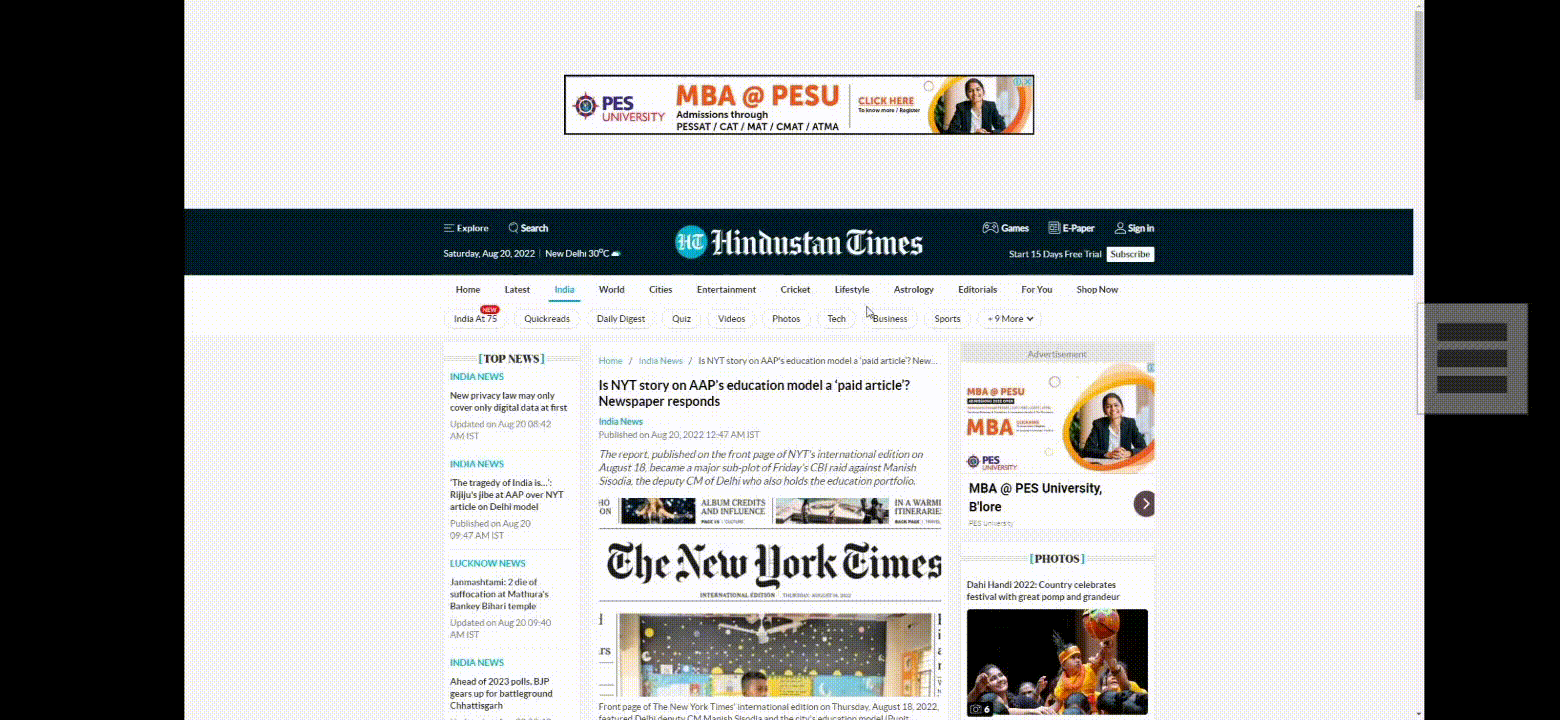 PES
UNIVERSITY
MBA @ PESU
Admissions through
PESSAT / CAT / MAT / CMAT / ATMA
CLICK HERE
To know more / Register
Explore
Search
Saturday, Aug 20, 2022 | New Delhi 30°C
HT Hindustan Times
Games
E-Paper
Sign in
Start 15 Days Free Trial
Subscribe
Home Latest India World Cities Entertainment Cricket Lifestyle Astrology Editorials For You Shop Now
NEW
India At 75 Quickreads Daily Digest Quiz Videos Photos Tech Business Sports + 9 More
[TOP NEWS]
INDIA NEWS
New privacy law may only
cover only digital data at first
Updated on Aug 20 08:42
AM IST
INDIA NEWS
'The tragedy of India is…':
Rijiju's jibe at AAP over NYT
article on Delhi model
Published on Aug 20
09:47 AM IST
LUCKNOW NEWS
Janmashtami: 2 die of
suffocation at Mathura's
Bankey Bihari temple
Updated on Aug 20 09:40
AM IST
INDIA NEWS
Ahead of 2023 polls, BJP
gears up for battleground
Chhattisgarh
Home / India News / Is NYT story on AAP's education model a 'paid article'? New...
Is NYT story on AAP's education model a 'paid article'?
Newspaper responds
India News
Published on Aug 20, 2022 12:47 AM IST
The report, published on the front page of NYT's international edition on
August 18, became a major sub-plot of Friday's CBI raid against Manish
Sisodia, the deputy CM of Delhi who also holds the education portfolio.
HO
ON
ALBUM CREDITS
AND INFLUENCE
PAGE 15 | CULTURE
IN A WARMI
ITINERARIE
BACK PAGE | TRAVEL
The New York Times
INTERNATIONAL EDITION | THURSDAY, AUGUST 18, 2022
Front page of The New York Times' international edition on Thursday, August 18, 2022,
featured Delhi deputy CM Manish Sisodia and the city's education model (Punit
Advertisement
MBA @ PESU
MBA
PES
UNIVERSITY
MBA @ PES University,
B'lore
PES University
[PHOTOS]
Dahi Handi 2022: Country celebrates
festival with great pomp and grandeur
6